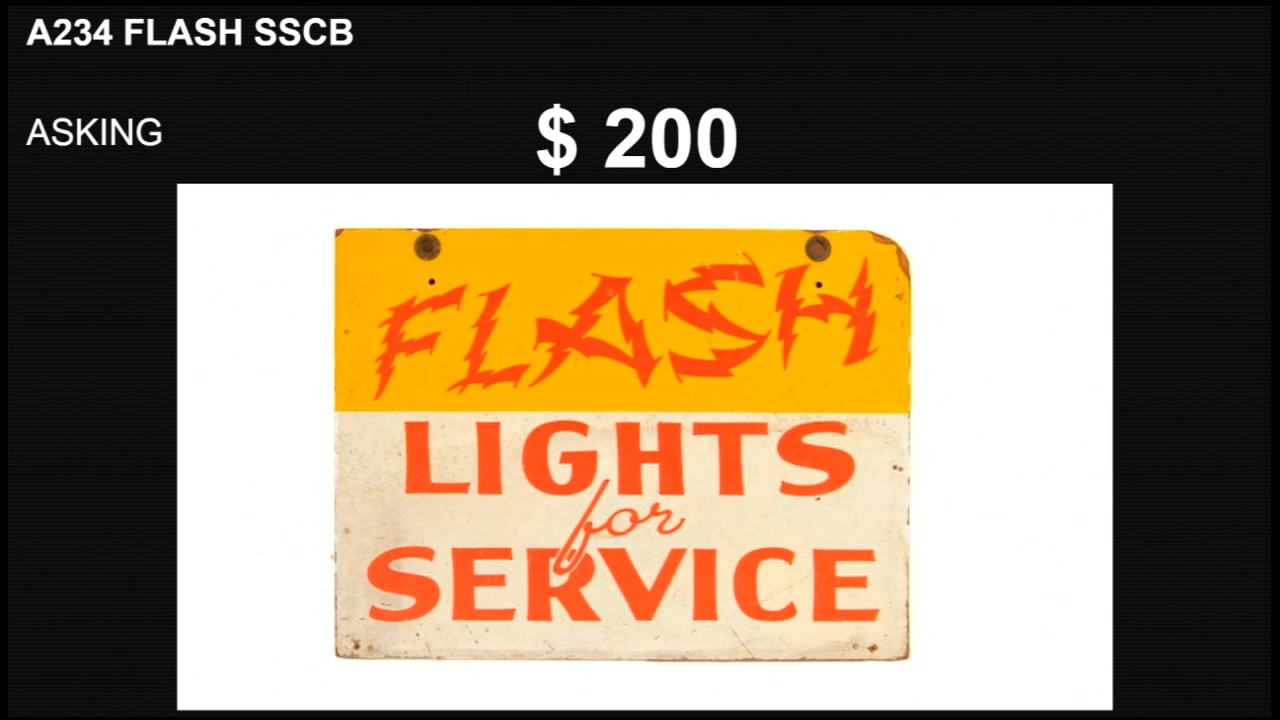 A234 FLASH SSCB
ASKING
$ 200
FLASH
LIGHTS
for
SERVICE